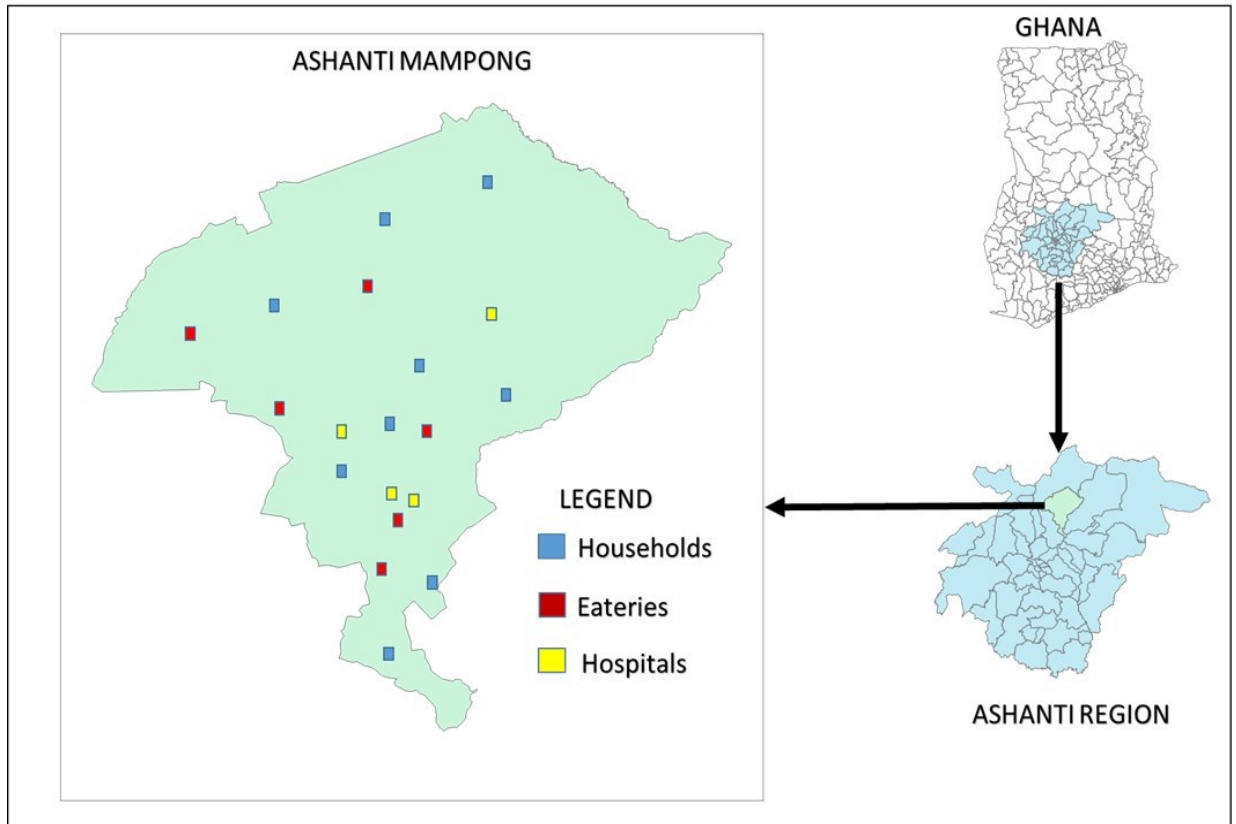 ASHANTI MAMPONG
GHANA
LEGEND
Households
Eateries
Hospitals
ASHANTI REGION